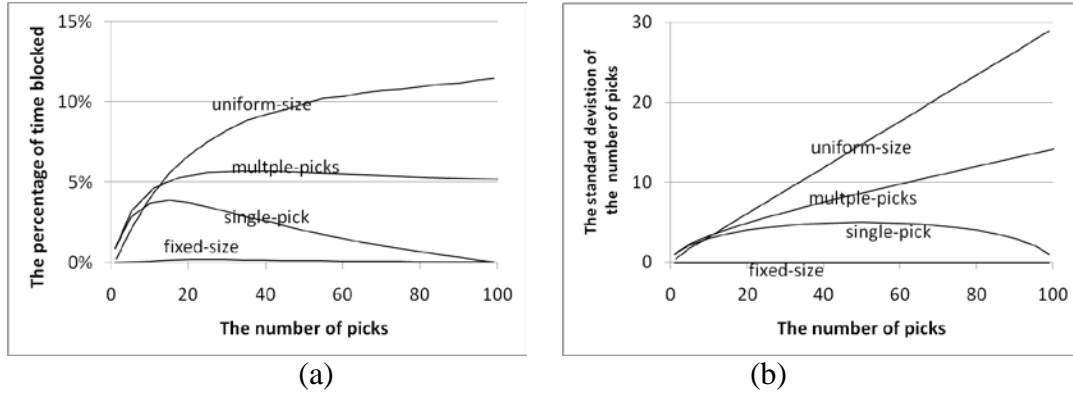 15%
10%
5%
0%
The percentage of time blocked
uniform-size
multple-picks
single-pick
fixed-size
0 20 40 60 80 100
The number of picks
(a)
30
20
10
0
The standard devistion of
the number of picks
uniform-size
multple-picks
single-pick
fixed-size
0 20 40 60 80 100
The number of picks
(b)